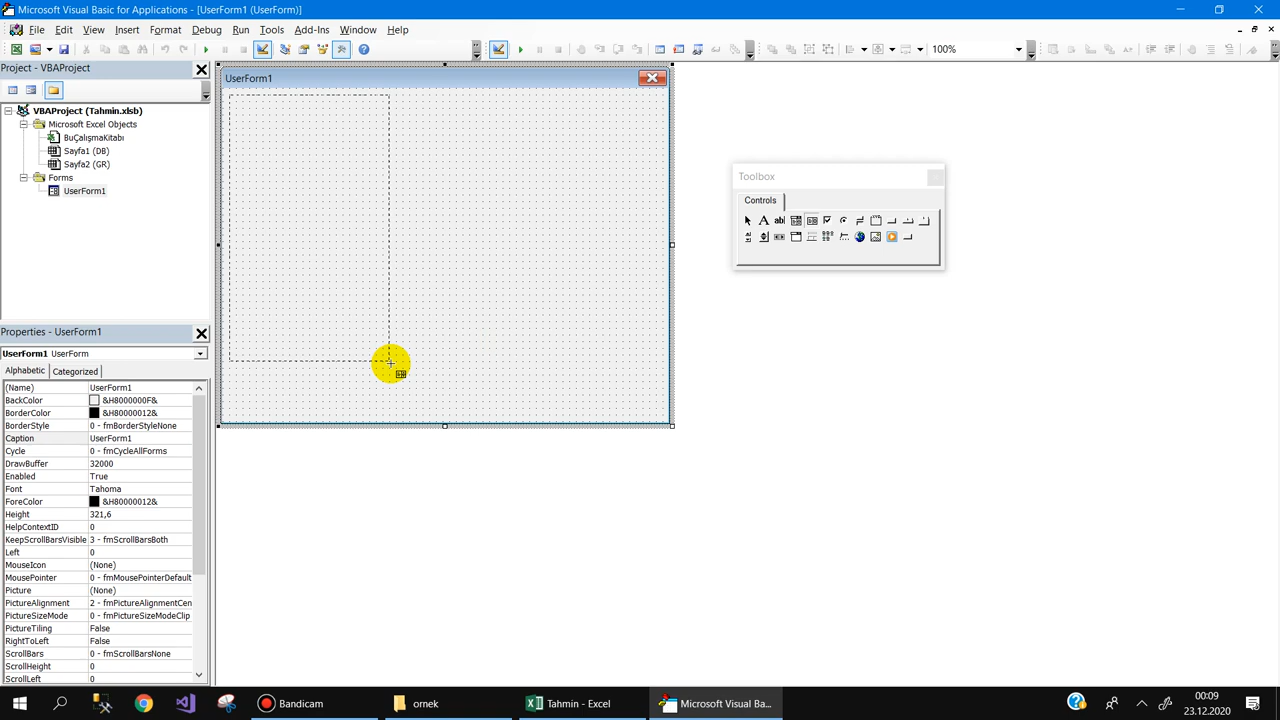 Microsoft Visual Basic for Applications - [UserForm1 (UserForm)]
File Edit View Insert Format Debug Tools Run Add-Ins Window Help
100%
Project - VBAProject
VBAProject (Tahmin.xlsb)
Microsoft Excel Objects
BuÇalışmaKitabı
Sayfa1 (DB)
Sayfa2 (GR)
Forms
UserForm1
UserForm1
Toolbox
Controls
Properties - UserForm1
UserForm1 UserForm
Alphabetic Categorized
(Name) UserForm1
BackColor &H8000000F&
BorderColor &H80000012&
BorderStyle 0 - fmBorderStyleNone
Caption UserForm1
Cycle 0 - fmCycleAllForms
DrawBuffer 32000
Enabled True
Font Tahoma
ForeColor &H80000012&
Height 321,6
HelpContextID 0
KeepScrollBarsVisible 3 - fmScrollBarsBoth
Left 0
MouseIcon (None)
MousePointer 0 - fmMousePointerDefault
Picture (None)
PictureAlignment 2 - fmPictureAlignmentCen
PictureSizeMode 0 - fmPictureSizeModeClip
PictureTiling False
RightToLeft False
ScrollBars 0 - fmScrollBarsNone
ScrollHeight 0
ScrollLeft 0
Bandicam
ornek
Tahmin - Excel
Microsoft Visual Ba...
00:09
23.12.2020